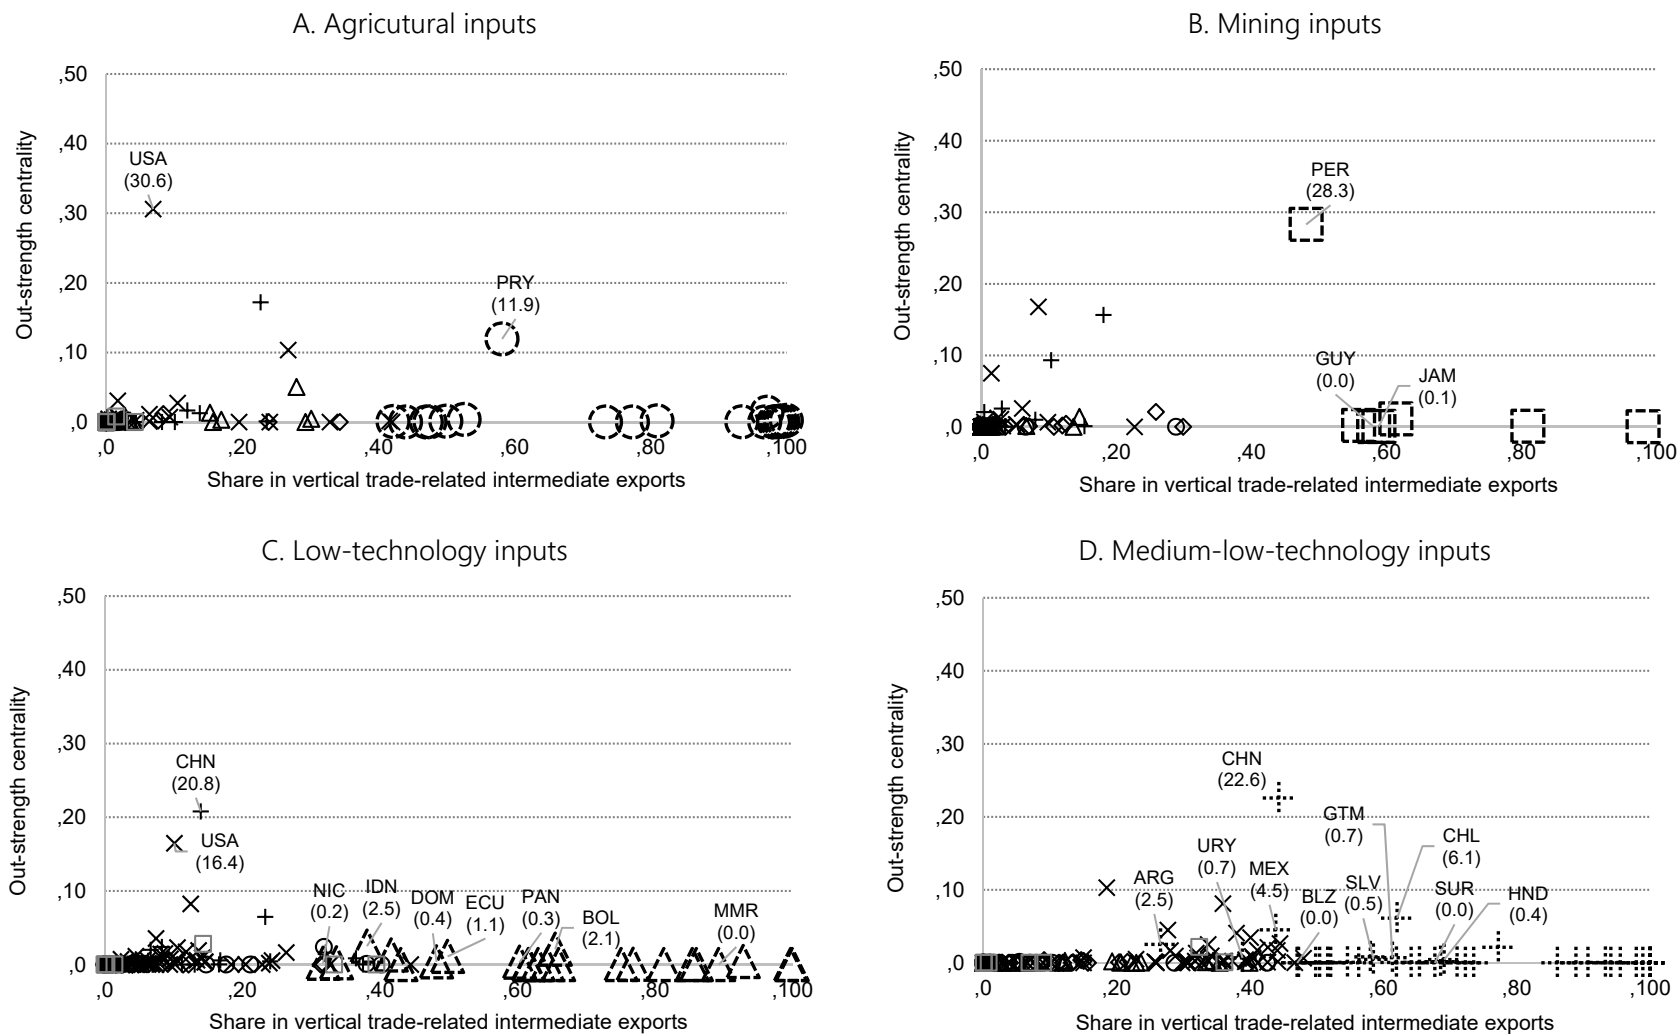 A. Agricutural inputs
,50
,40
,30
,20
,10
,0
Out-strength centrality
USA
(30.6)
PRY
(11.9)
,0
,20
,40
,60
,80
,100
Share in vertical trade-related intermediate exports
B. Mining inputs
,50
,40
,30
,20
,10
,0
Out-strength centrality
PER
(28.3)
GUY
(0.0)
JAM
(0.1)
,0
,20
,40
,60
,80
,100
Share in vertical trade-related intermediate exports
C. Low-technology inputs
,50
,40
,30
,20
,10
,0
Out-strength centrality
CHN
(20.8)
USA
(16.4)
NIC
(0.2)
IDN
(2.5)
DOM
(0.4)
ECU
(1.1)
PAN
(0.3)
BOL
(2.1)
MMR
(0.0)
,0
,20
,40
,60
,80
,100
Share in vertical trade-related intermediate exports
D. Medium-low-technology inputs
,50
,40
,30
,20
,10
,0
Out-strength centrality
CHN
(22.6)
GTM
(0.7)
CHL
(6.1)
URY
(0.7)
MEX
(4.5)
ARG
(2.5)
BLZ
(0.0)
SLV
(0.5)
SUR
(0.0)
HND
(0.4)
,0
,20
,40
,60
,80
,100
Share in vertical trade-related intermediate exports